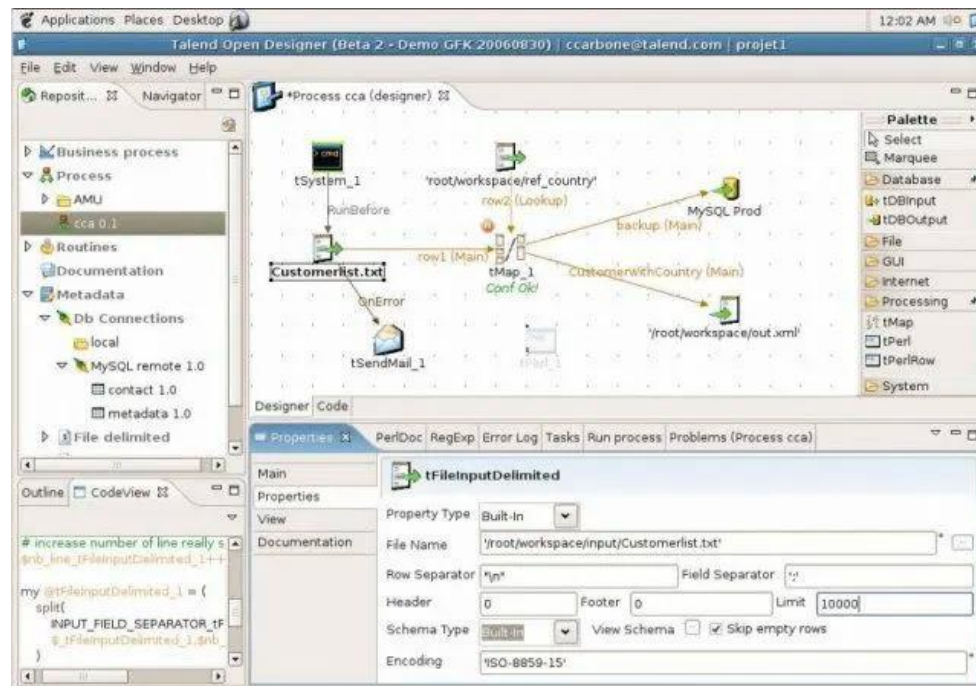 Applications Places Desktop
12:02 AM
Talend Open Designer (Beta 2 - Demo GFK 20060830) | ccarbone@talend.com | projet1
File Edit View Window Help
Reposit... Navigator
*Process cca (designer)
Business process
Process
AMU
cca 0.1
Routines
Documentation
Metadata
Db Connections
local
MySQL remote 1.0
contact 1.0
metadata 1.0
File delimited
cmd
tSystem_1
'root/workspace/ref_country'
RunBefore
row2 (Lookup)
MySQL Prod
backup (Main)
row1 (Main)
Customerlist.txt
tMap_1
CustomerwithCountry (Main)
Conf Ok!
OnError
'/root/workspace/out.xml'
tSendMail_1
tPerl_1
Designer Code
Palette
Select
Marquee
Database
tDBInput
tDBOutput
File
GUI
Internet
Processing
tMap
tPerl
tPerlRow
System
Outline CodeView
# increase number of line really s
$nb_line_tFileInputDelimited_1++
my @tFileInputDelimited_1 = (
split(
INPUT_FIELD_SEPARATOR_tF
$_tFileInputDelimited_1,$nb_
)
Properties PerlDoc RegExp Error Log Tasks Run process Problems (Process cca)
Main
Properties
View
Documentation
tFileInputDelimited
Property Type Built-In
File Name '/root/workspace/input/Customerlist.txt' *
Row Separator "\n" Field Separator ';'
Header 0 Footer 0 Limit 10000
Schema Type Built-In View Schema Skip empty rows
Encoding 'ISO-8859-15' *